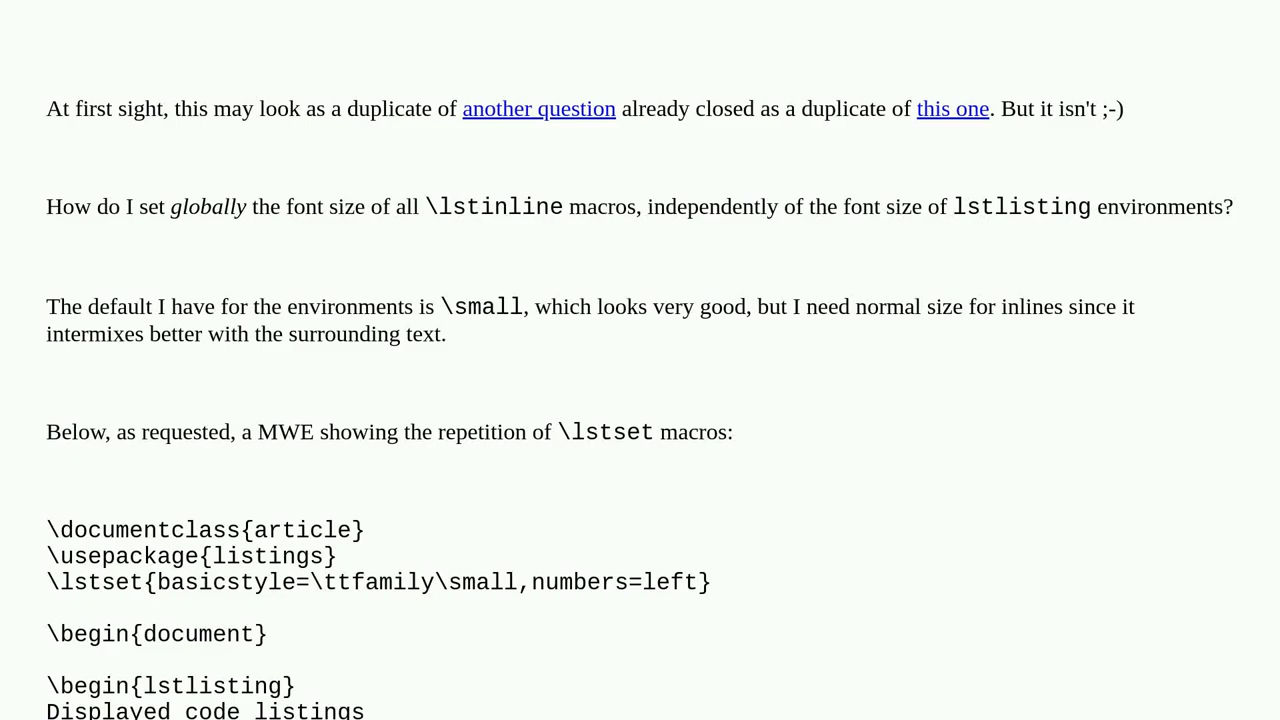 At first sight, this may look as a duplicate of another question already closed as a duplicate of this one. But it isn't ;-)
How do I set globally the font size of all \lstinline macros, independently of the font size of lstlisting environments?
The default I have for the environments is \small, which looks very good, but I need normal size for inlines since it
intermixes better with the surrounding text.
Below, as requested, a MWE showing the repetition of \lstset macros:
\documentclass{article}
\usepackage{listings}
\lstset{basicstyle=\ttfamily\small,numbers=left}
\begin{document}
\begin{lstlisting}
Displayed code listings